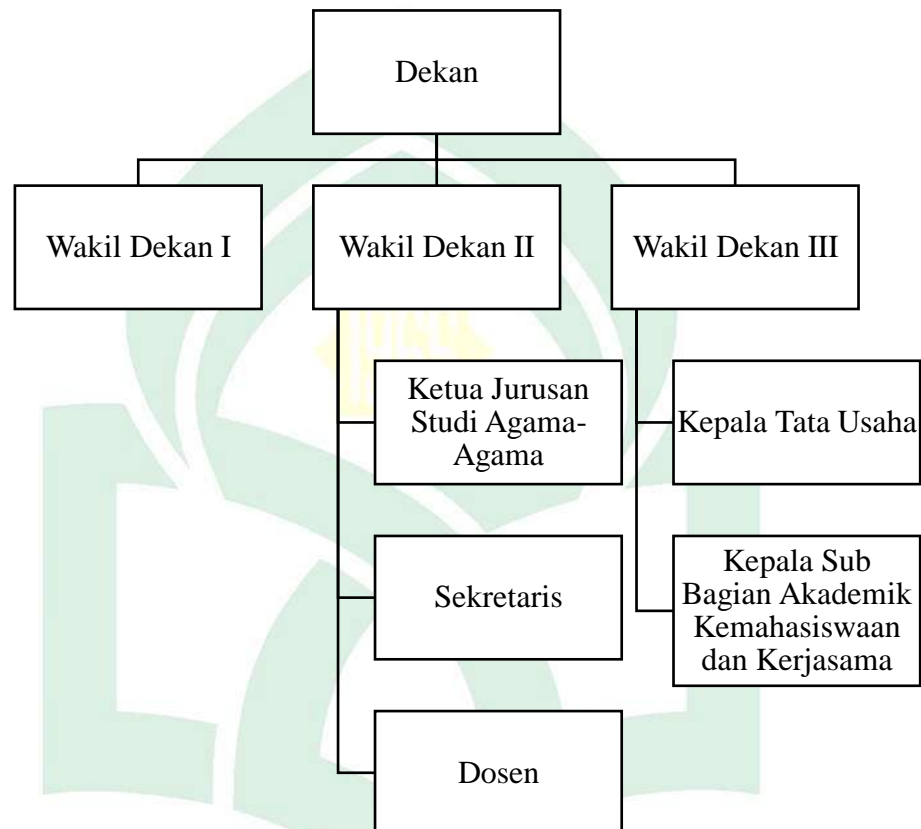 Dekan
Wakil Dekan I
Wakil Dekan II
Wakil Dekan III
Ketua Jurusan
Studi Agama-
Agama
Kepala Tata Usaha
Sekretaris
Kepala Sub
Bagian Akademik
Kemahasiswaan
dan Kerjasama
Dosen